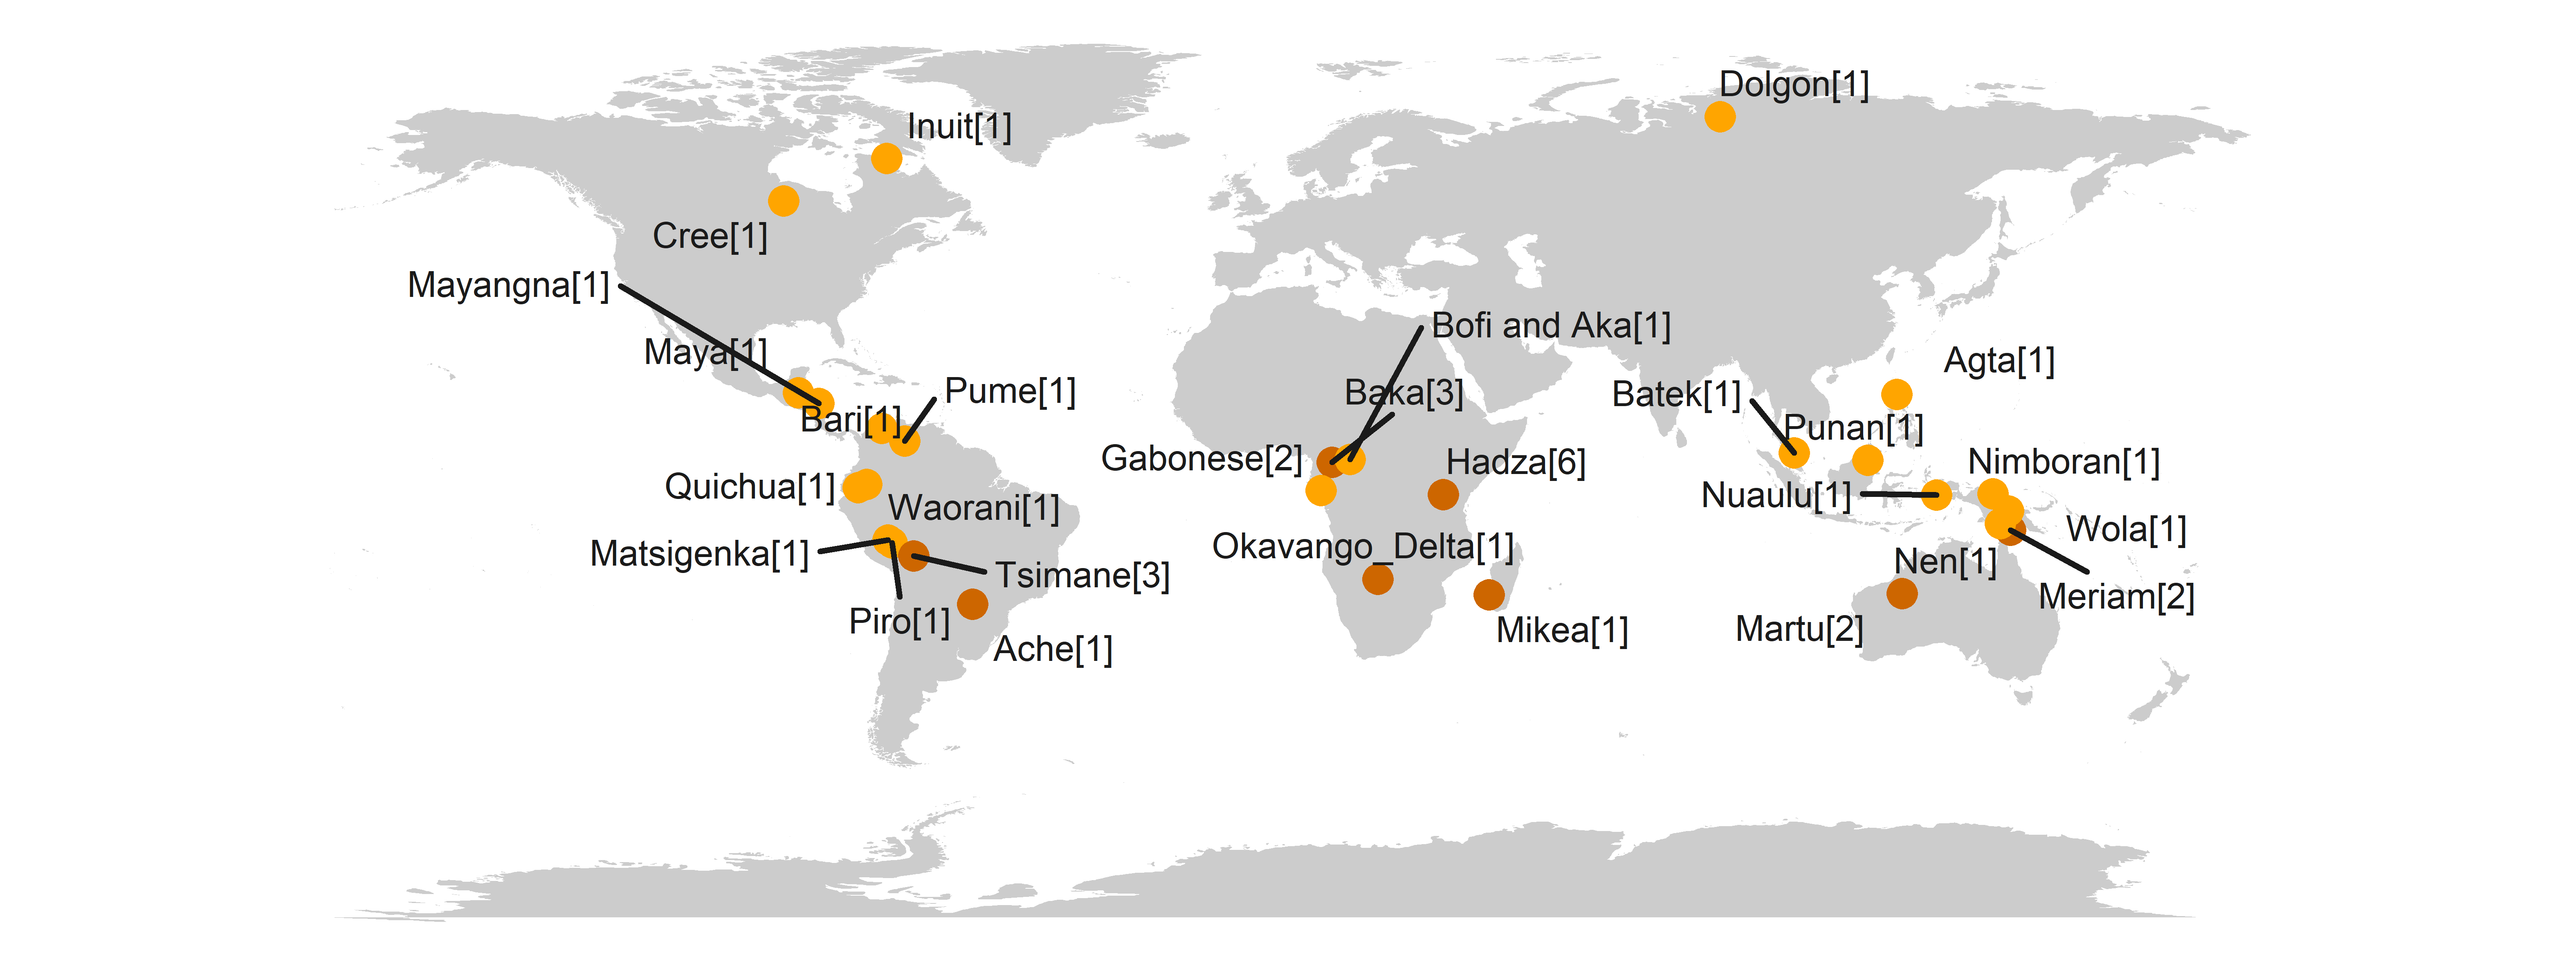 Dolgon[1]
Inuit[1]
Cree[1]
Mayangna[1]
Bofi and Aka[1]
Maya[1]
Agta[1]
Pume[1]
Baka[3]
Batek[1]
Bari[1]
Punan[1]
Gabonese[2]
Hadza[6]
Nimboran[1]
Quichua[1]
Nuaulu[1]
Waorani[1]
Wola[1]
Matsigenka[1]
Okavango_Delta[1]
Nen[1]
Tsimane[3]
Meriam[2]
Piro[1]
Mikea[1]
Martu[2]
Ache[1]